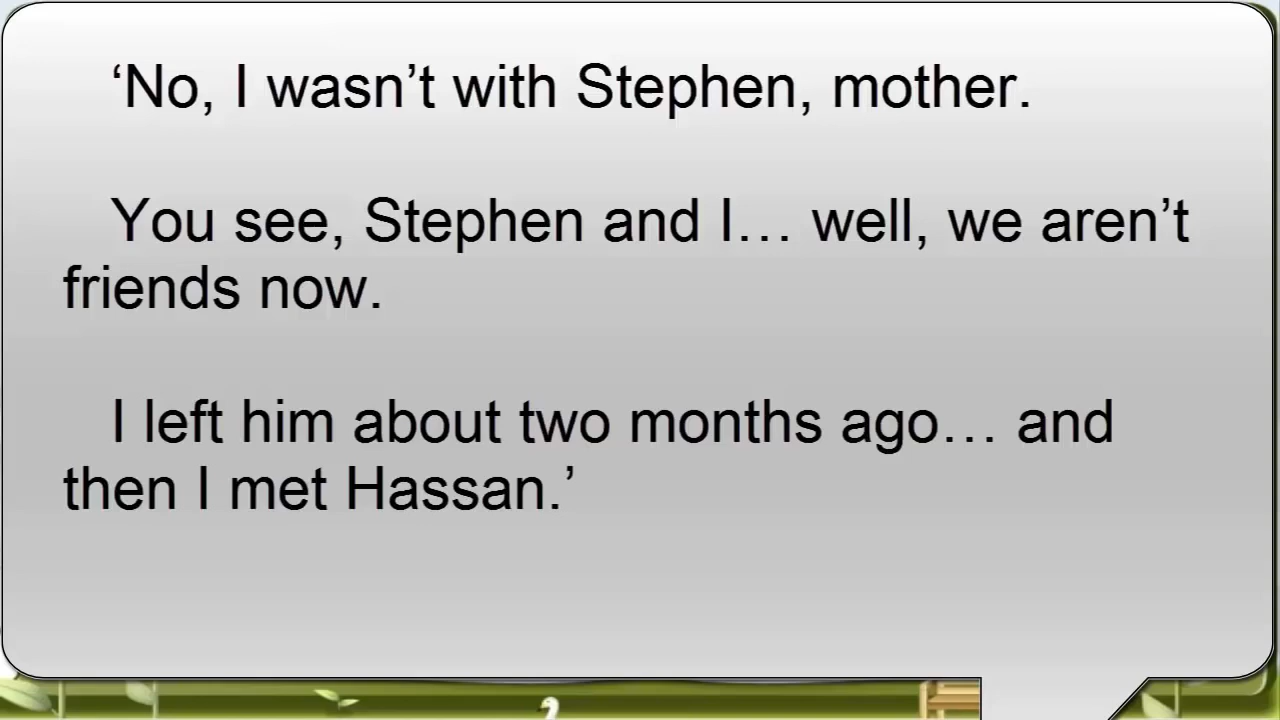 ‘No, I wasn’t with Stephen, mother.
You see, Stephen and I… well, we aren’t
friends now.
I left him about two months ago… and
then I met Hassan.’